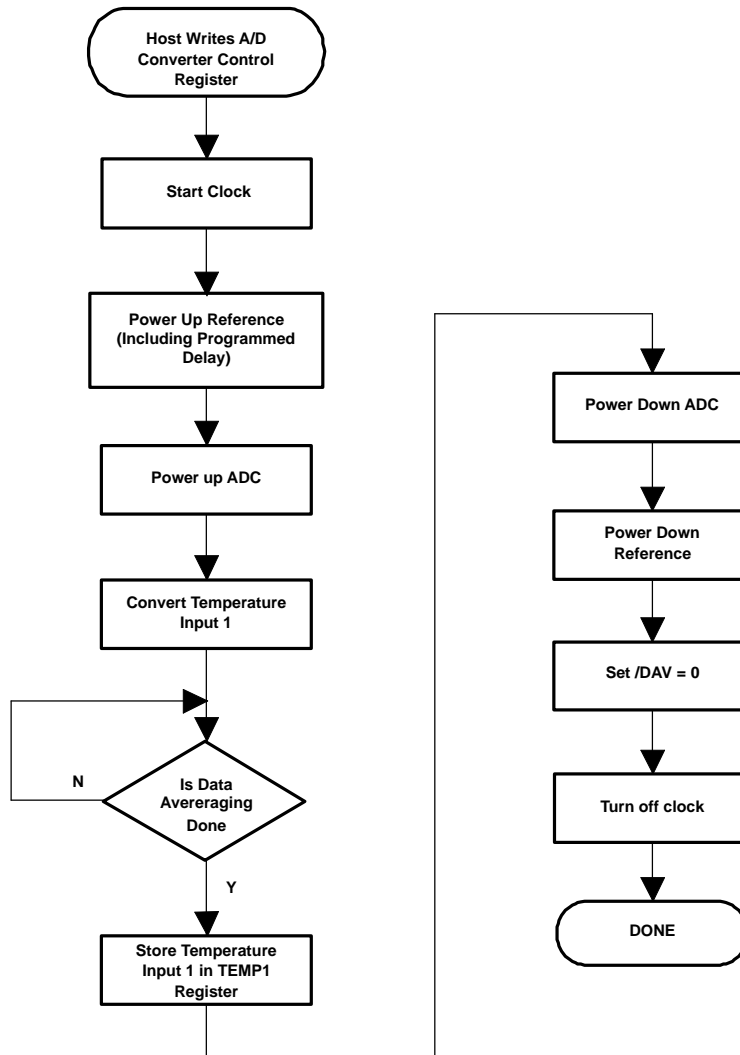 Host Writes A/D
Converter Control
Register
Start Clock
Power Up Reference
(Including Programmed
Delay)
Power up ADC
Convert Temperature
Input 1
N
Is Data
Avereraging
Done
Y
Store Temperature
Input 1 in TEMP1
Register
Power Down ADC
Power Down
Reference
Set /DAV = 0
Turn off clock
DONE